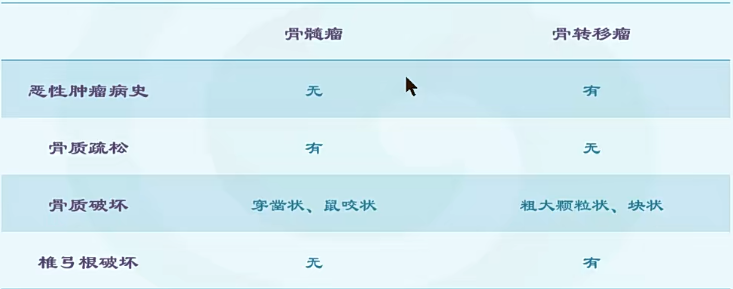 骨髓瘤 骨转移瘤
恶性肿瘤病史 无 有
骨质疏松 有 无
骨质破坏 穿凿状、鼠咬状 粗大颗粒状、块状
椎弓根破坏 无 有